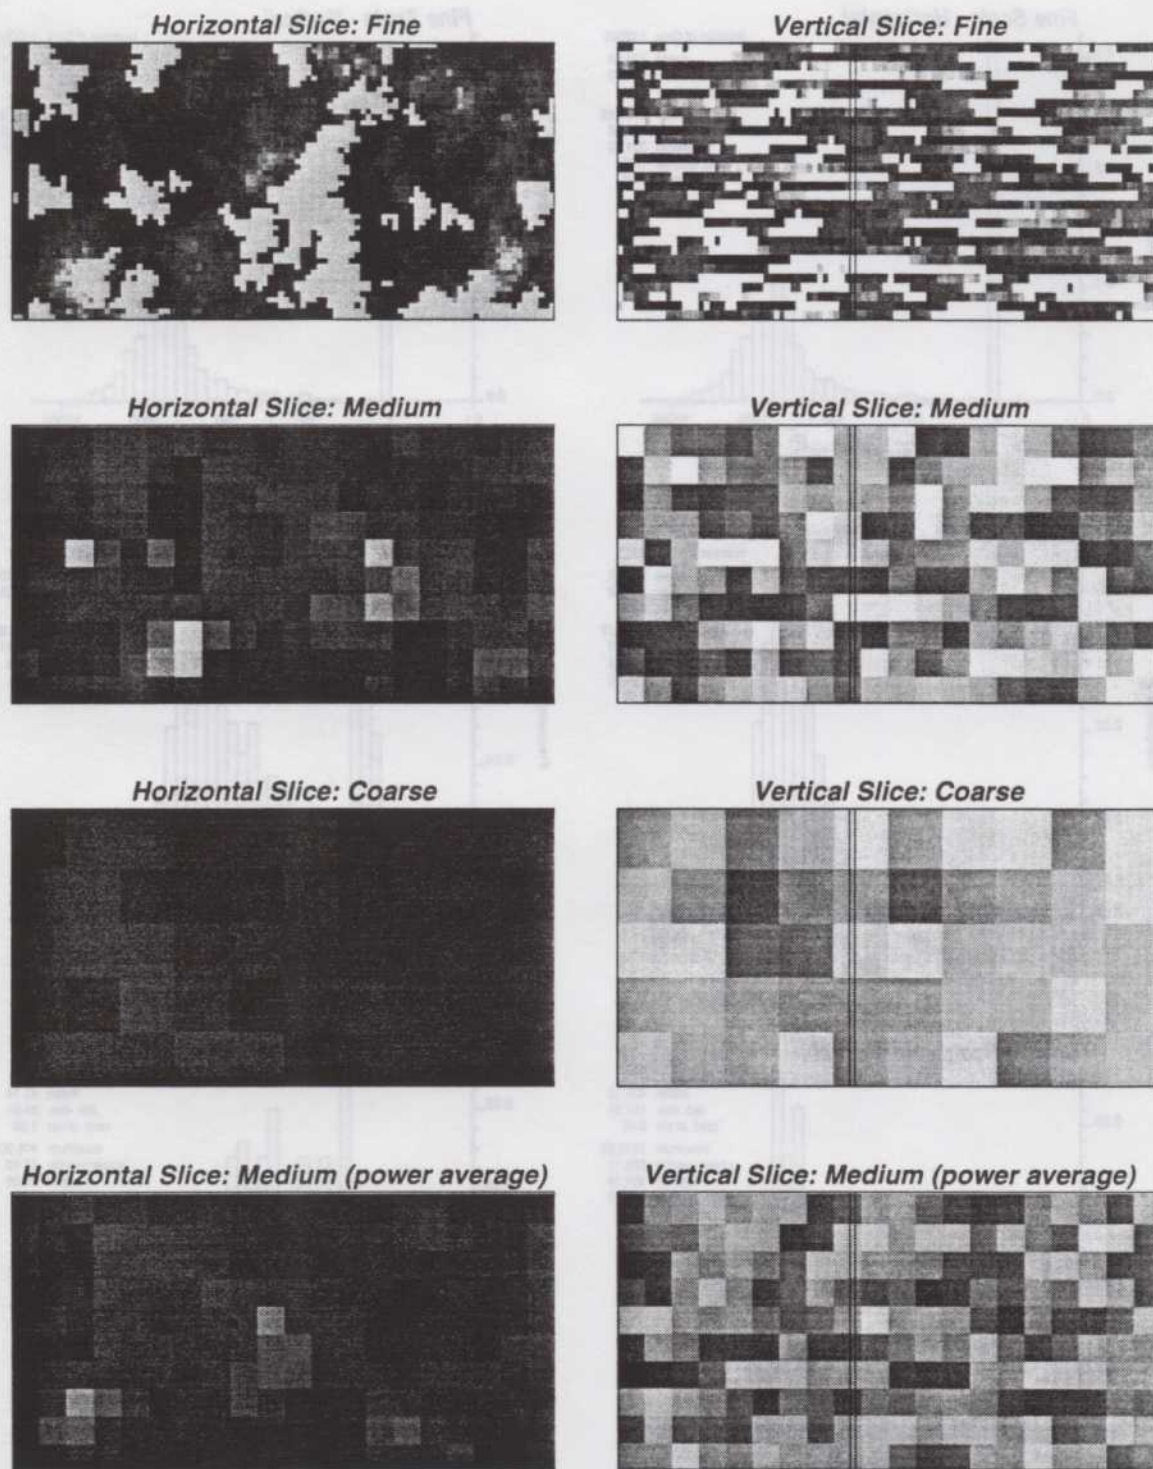 Horizontal Slice: Fine
Vertical Slice: Fine
Horizontal Slice: Medium
Vertical Slice: Medium
Horizontal Slice: Coarse
Vertical Slice: Coarse
Horizontal Slice: Medium (power average)
Vertical Slice: Medium (power average)